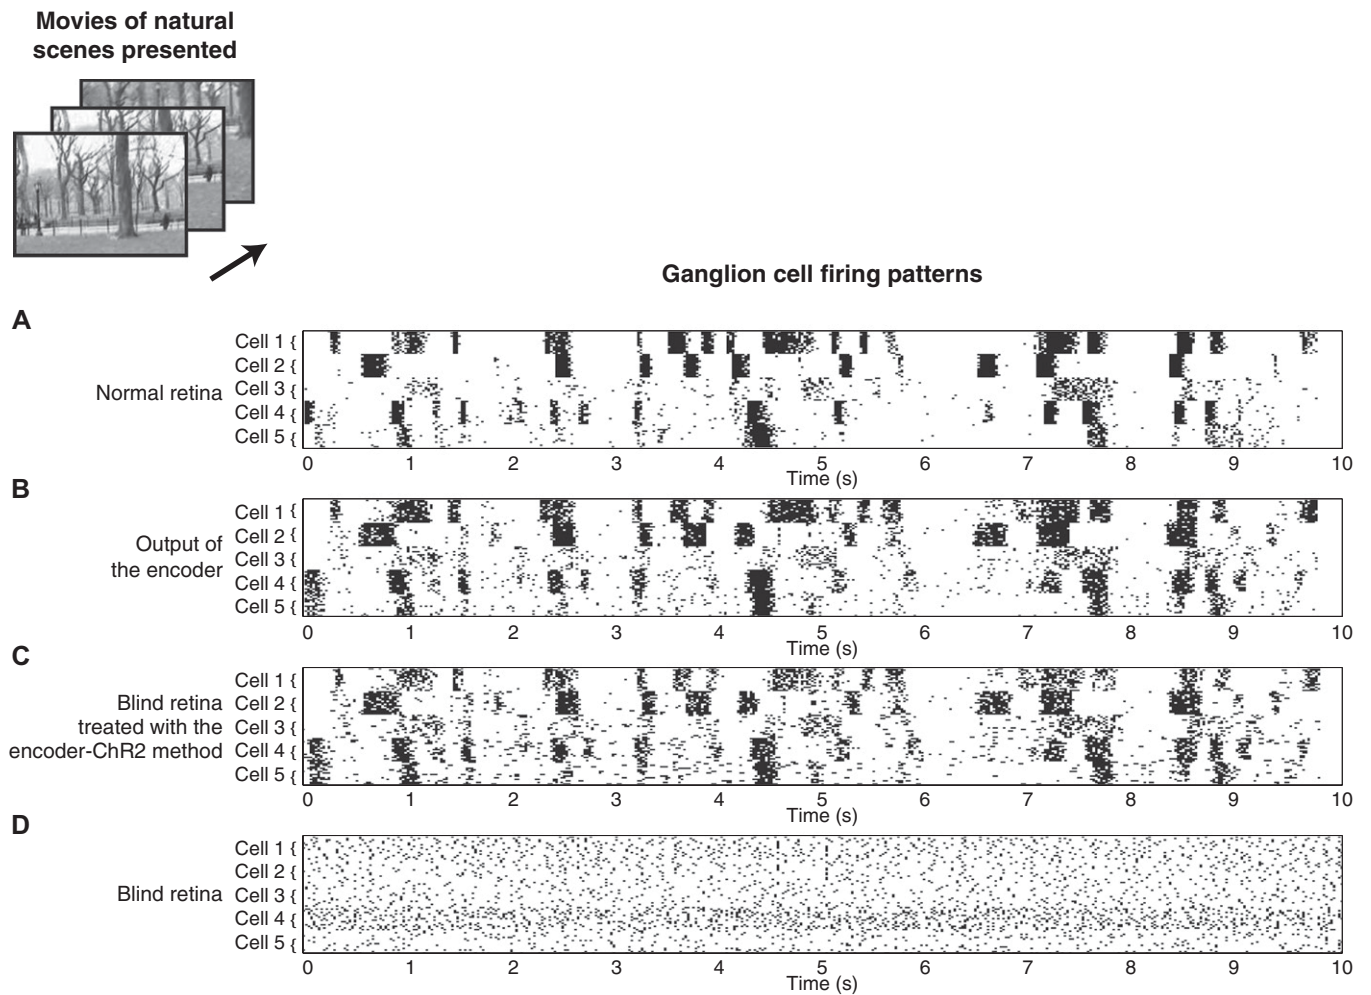 Movies of natural
scenes presented
Ganglion cell firing patterns
A
Normal retina
Cell 1 {
Cell 2 {
Cell 3 {
Cell 4 {
Cell 5 {
0 1 2 3 4 5 6 7 8 9 10
Time (s)
B
Output of
the encoder
Cell 1 {
Cell 2 {
Cell 3 {
Cell 4 {
Cell 5 {
0 1 2 3 4 5 6 7 8 9 10
Time (s)
C
Blind retina
treated with the
encoder-ChR2 method
Cell 1 {
Cell 2 {
Cell 3 {
Cell 4 {
Cell 5 {
0 1 2 3 4 5 6 7 8 9 10
Time (s)
D
Blind retina
Cell 1 {
Cell 2 {
Cell 3 {
Cell 4 {
Cell 5 {
0 1 2 3 4 5 6 7 8 9 10
Time (s)